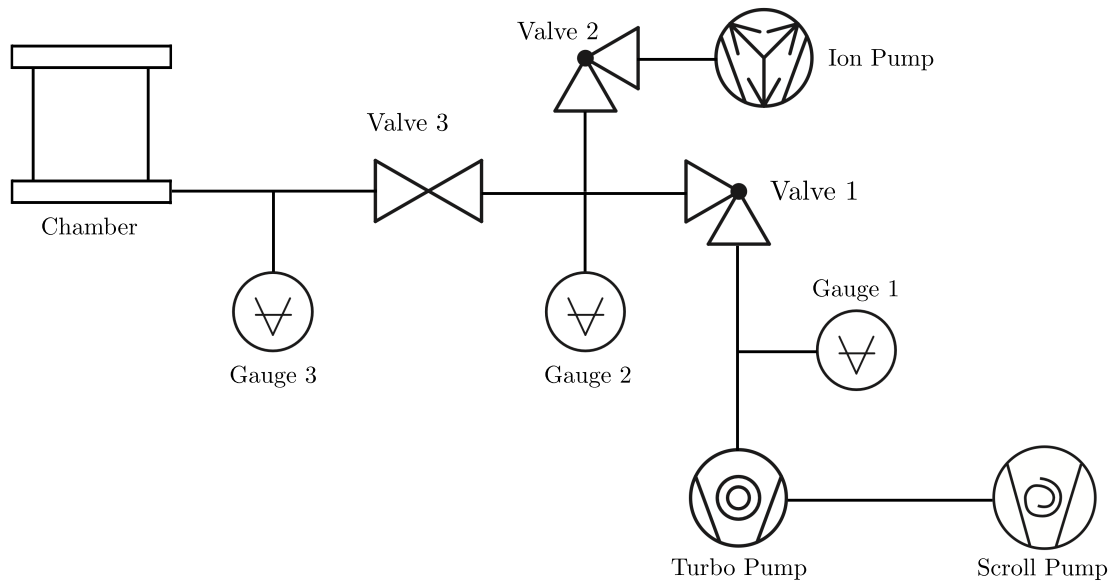 Valve 2
Ion Pump
Valve 3
Valve 1
Chamber
Gauge 1
Gauge 3
Gauge 2
Turbo Pump
Scroll Pump